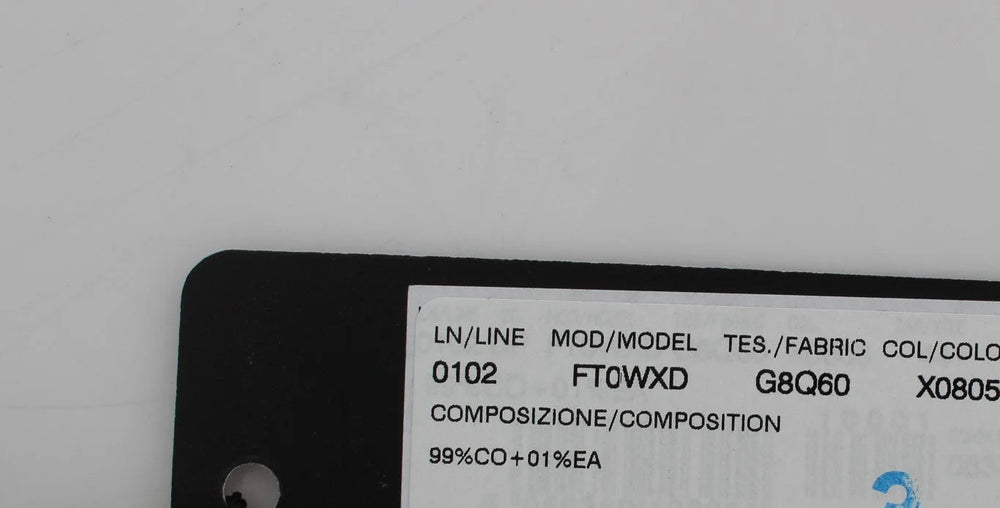 LN/LINE MOD/MODEL TES./FABRIC COL/COLO
0102 FT0WXD G8Q60 X0805
COMPOSIZIONE/COMPOSITION
99%CO+01%EA